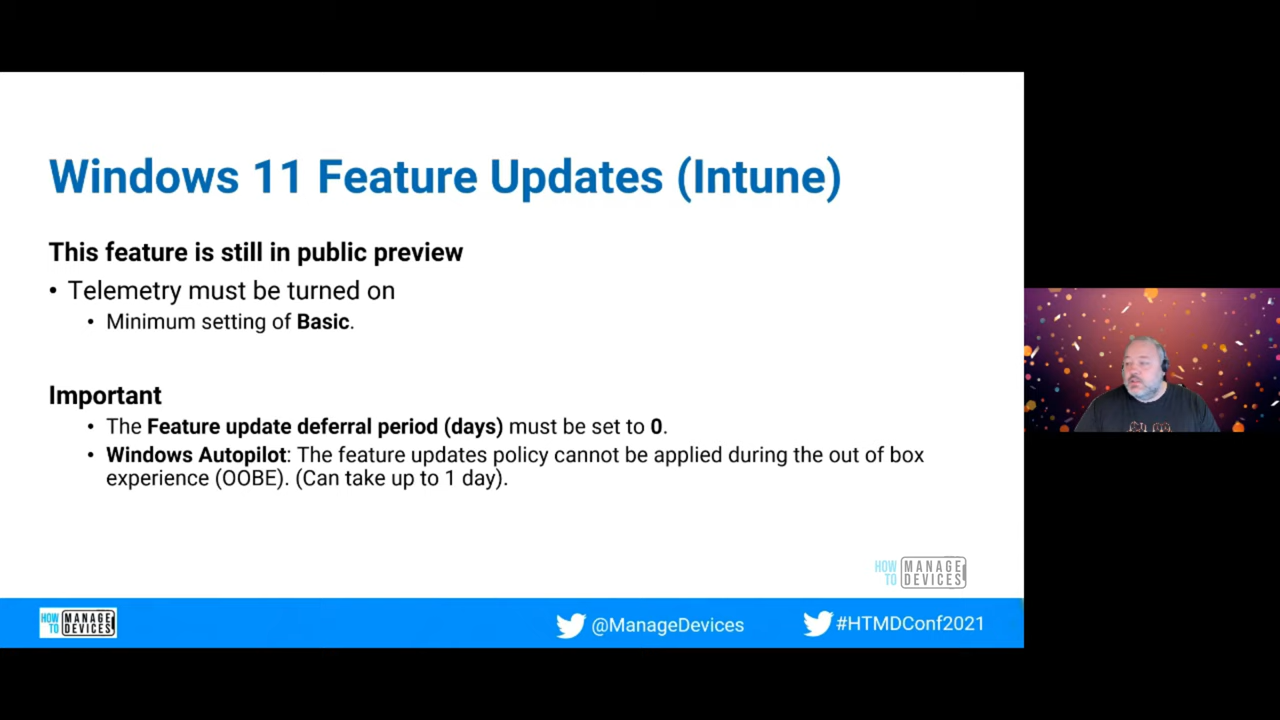 Windows 11 Feature Updates (Intune)
This feature is still in public preview
• Telemetry must be turned on
• Minimum setting of Basic.
Important
• The Feature update deferral period (days) must be set to 0.
• Windows Autopilot: The feature updates policy cannot be applied during the out of box
experience (OOBE). (Can take up to 1 day).
HOW TO MANAGE DEVICES
HOW TO MANAGE DEVICES
@ManageDevices
#HTMDConf2021